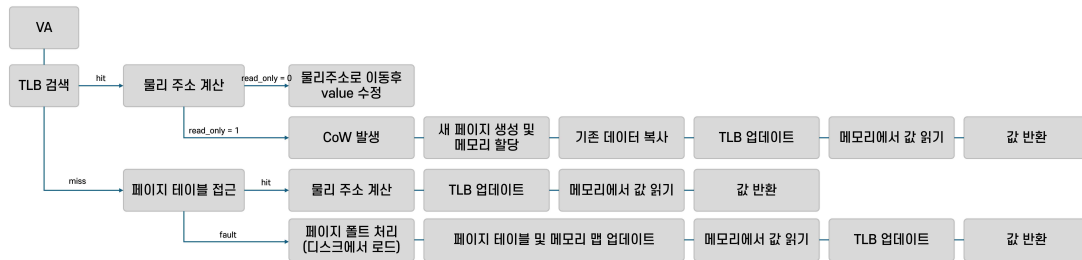 VA
TLB 검색
hit
물리 주소 계산
read_only = 0
물리주소로 이동후
value 수정
read_only = 1
CoW 발생
새 페이지 생성 및
메모리 할당
기존 데이터 복사
TLB 업데이트
메모리에서 값 읽기
값 반환
miss
페이지 테이블 접근
hit
물리 주소 계산
TLB 업데이트
메모리에서 값 읽기
값 반환
fault
페이지 폴트 처리
(디스크에서 로드)
페이지 테이블 및 메모리 맵 업데이트
메모리에서 값 읽기
TLB 업데이트
값 반환